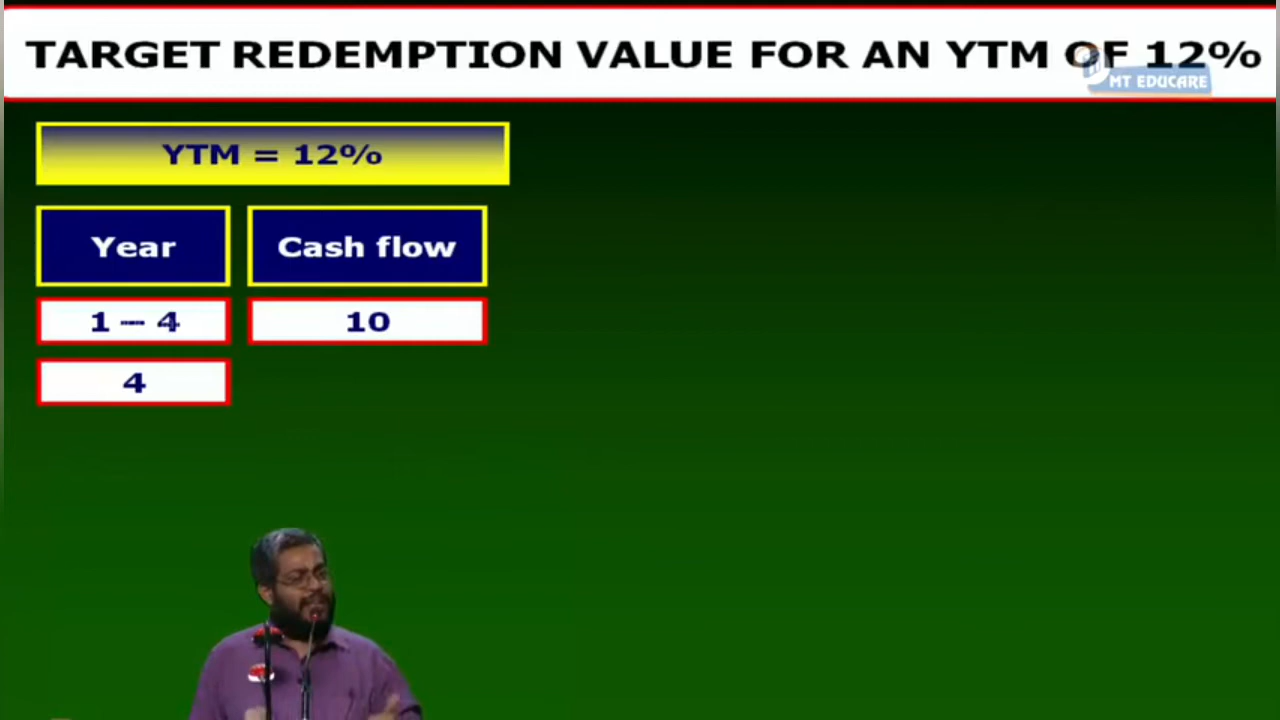 TARGET REDEMPTION VALUE FOR AN YTM OF 12%
MT EDUCARE
YTM = 12%
Year Cash flow
1 – 4 10
4